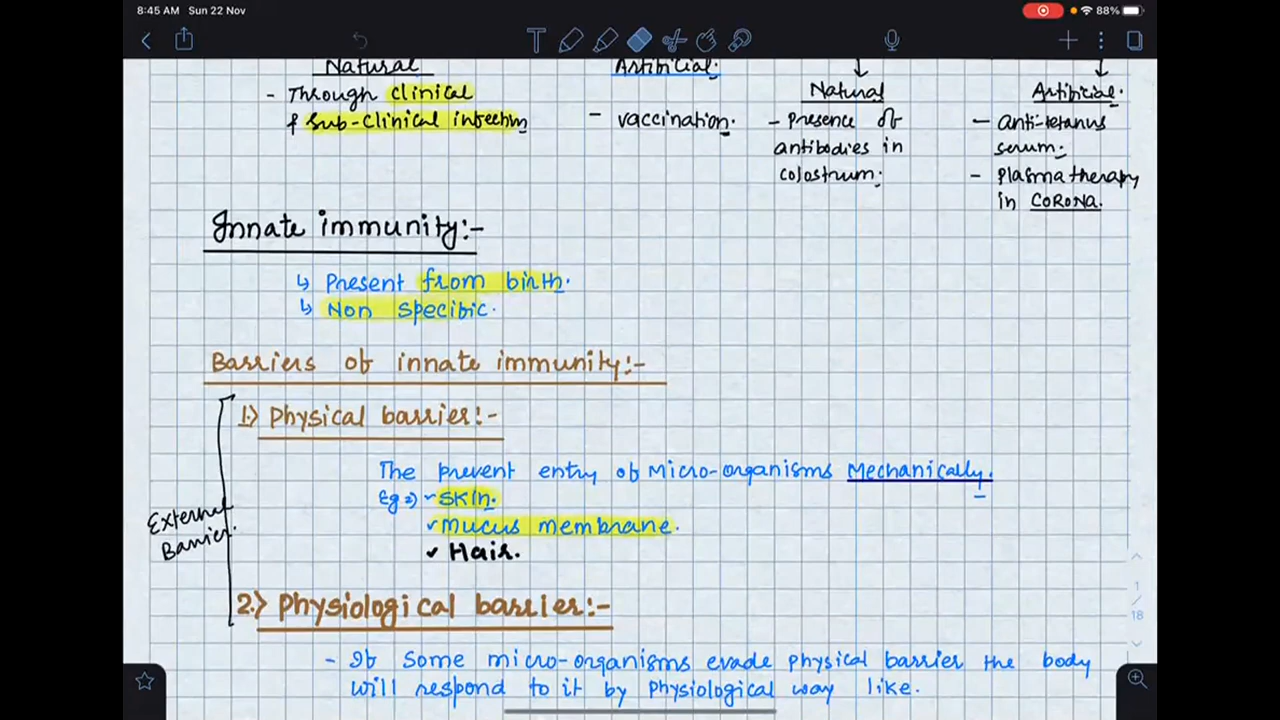 8:45 AM Sun 22 Nov
88%
Natural
Artificial.
- Through clinical
& Sub-clinical infection
- vaccination.
Natural
- Presence of
antibodies in
colostrum.
Artificial.
- anti-tetanus
serum.
- Plasma therapy
in CORONA.
Innate immunity:-
↳ Present from birth.
↳ Non Specific.
Barriers of innate immunity:-
1.) Physical barrier:-
The prevent entry of micro-organisms Mechanically.
Eg ⇒ ✓ SKIN.
✓ Mucus membrane.
✓ Hair.
External
Barrier.
2.) Physiological barrier:-
- If Some micro-organisms evade physical barrier the body
will respond to it by Physiological way like.
1
/
18